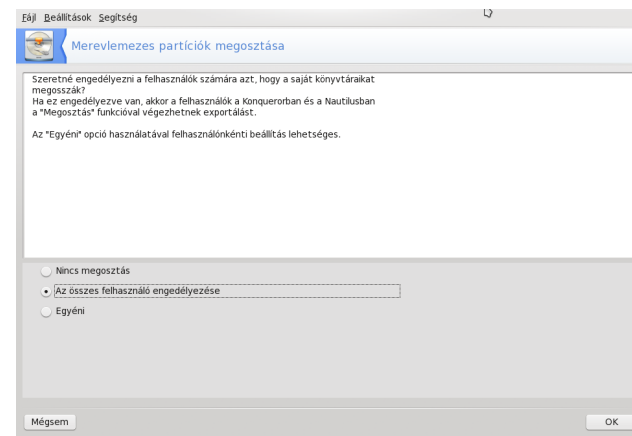 Fájl Beállítások Segítség
Merevlemezes partíciók megosztása
Szeretné engedélyezni a felhasználók számára azt, hogy a saját könyvtáraikat
megosszák?
Ha ez engedélyezve van, akkor a felhasználók a Konquerorban és a Nautilusban
a "Megosztás" funkcióval végezhetnek exportálást.
Az "Egyéni" opció használatával felhasználónkénti beállítás lehetséges.
Nincs megosztás
Az összes felhasználó engedélyezése
Egyéni
Mégsem OK